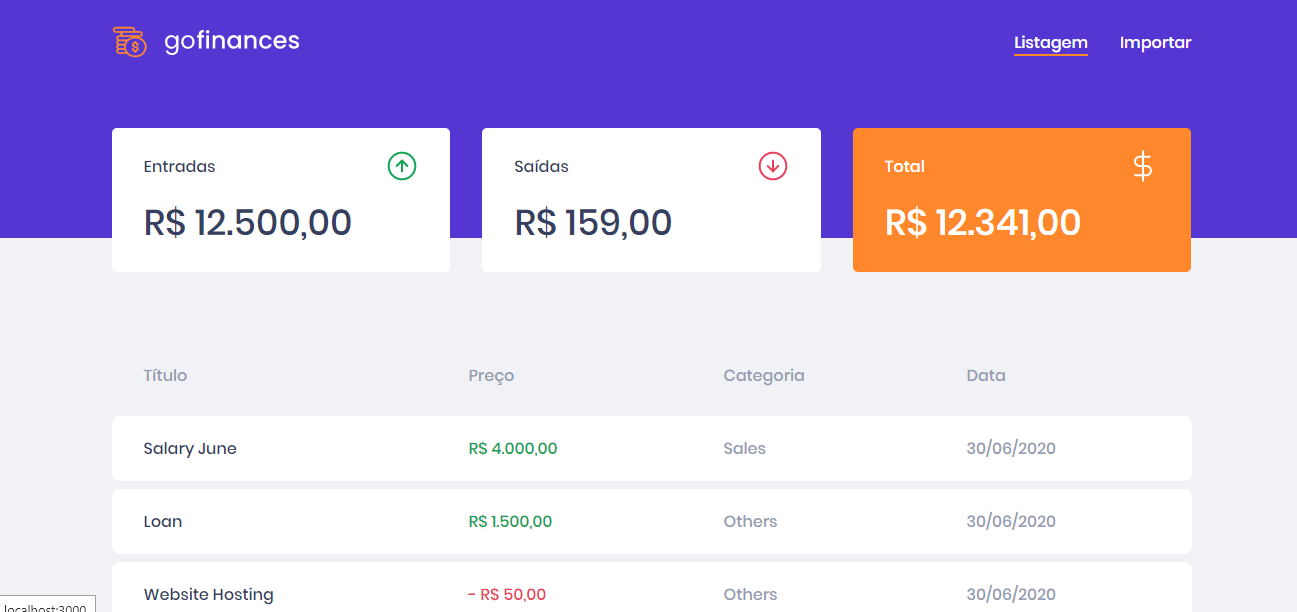 gofinances Listagem Importar
Entradas Saídas Total $
R$ 12.500,00 R$ 159,00 R$ 12.341,00
Título Preço Categoria Data
Salary June R$ 4.000,00 Sales 30/06/2020
Loan R$ 1.500,00 Others 30/06/2020
Website Hosting - R$ 50,00 Others 30/06/2020
localhost:3000